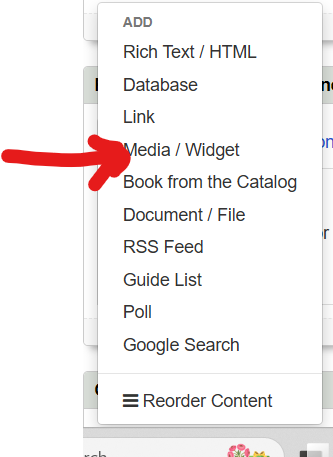 ADD
Rich Text / HTML
Database
Link
Media / Widget
Book from the Catalog
Document / File
RSS Feed
Guide List
Poll
Google Search
Reorder Content